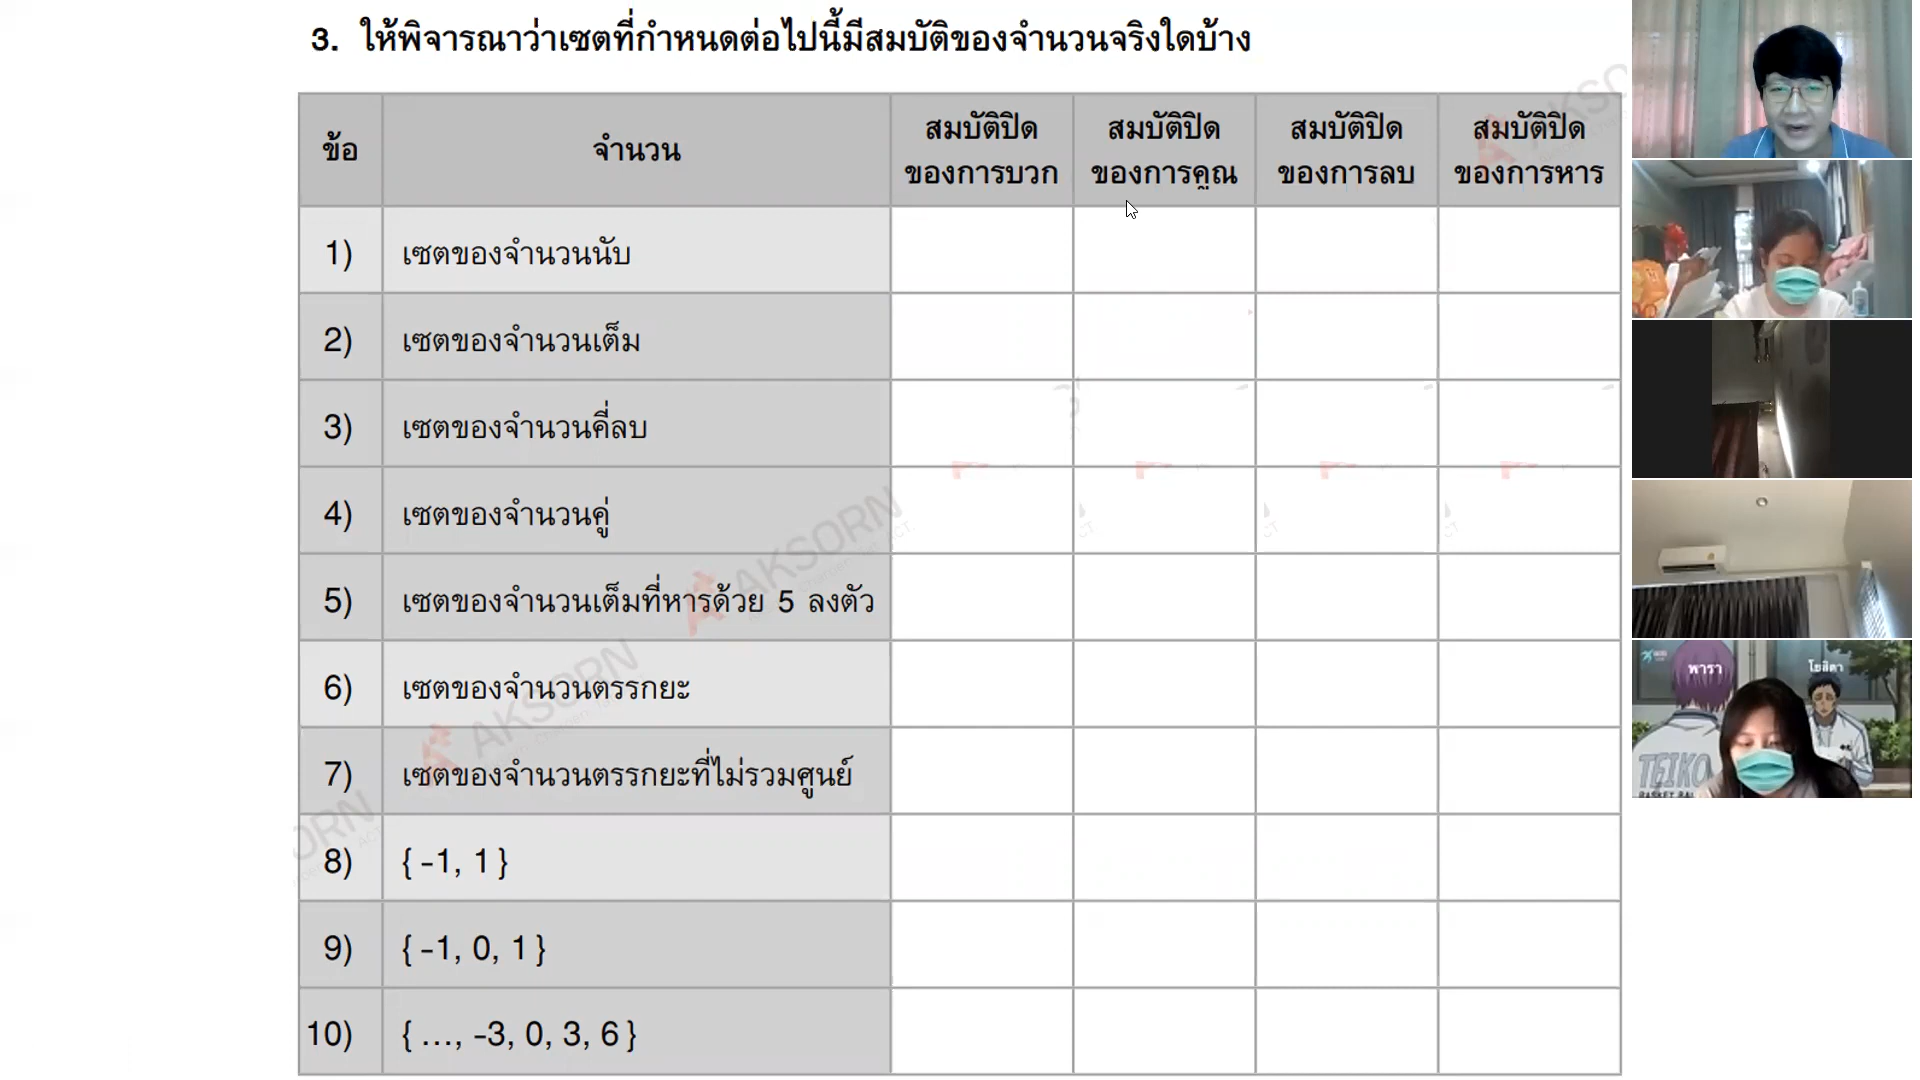 3. ให้พิจารณาว่าเซตที่กำหนดต่อไปนี้มีสมบัติของจำนวนจริงใดบ้าง
ข้อ จำนวน สมบัติปิดของการบวก สมบัติปิดของการคูณ สมบัติปิดของการลบ สมบัติปิดของการหาร
1) เซตของจำนวนนับ
2) เซตของจำนวนเต็ม
3) เซตของจำนวนคี่ลบ
4) เซตของจำนวนคู่
5) เซตของจำนวนเต็มที่หารด้วย 5 ลงตัว
6) เซตของจำนวนตรรกยะ
7) เซตของจำนวนตรรกยะที่ไม่รวมศูนย์
8) { -1, 1 }
9) { -1, 0, 1 }
10) { ..., -3, 0, 3, 6 }
AKSORN
AKSORN
พารา
โยสิดา
TEIKO